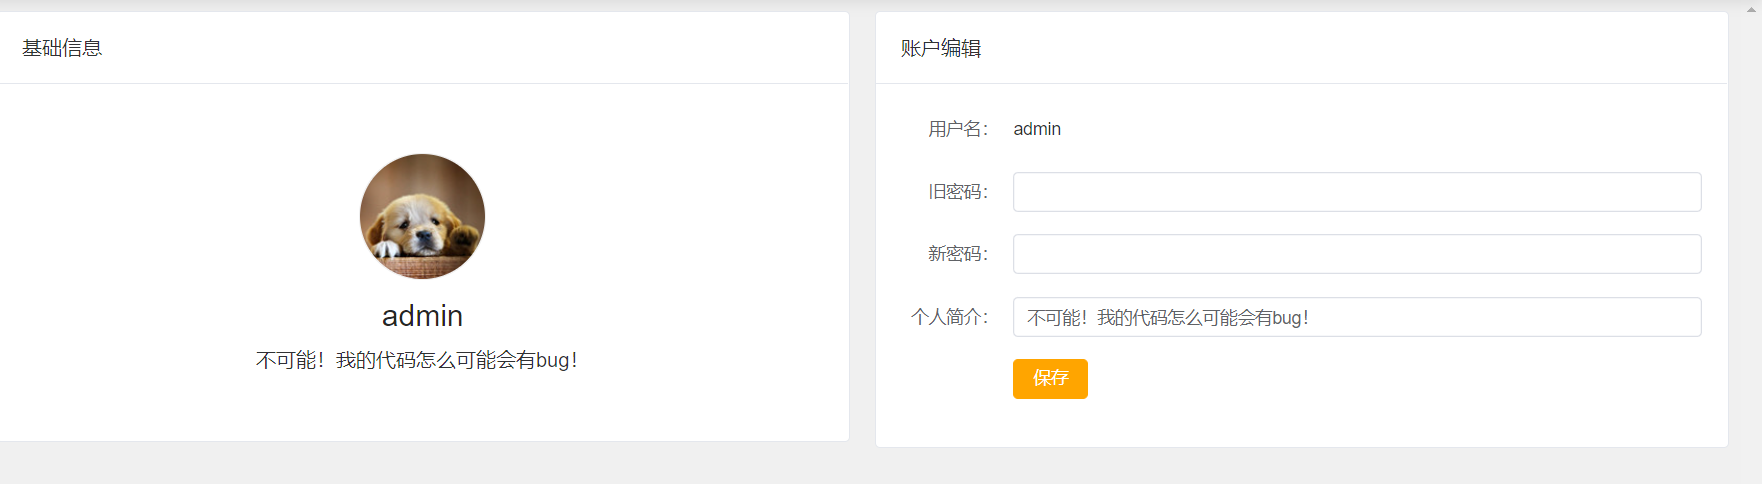 基础信息
admin
不可能！我的代码怎么可能会有bug！
账户编辑
用户名： admin
旧密码：
新密码：
个人简介： 不可能！我的代码怎么可能会有bug！
保存